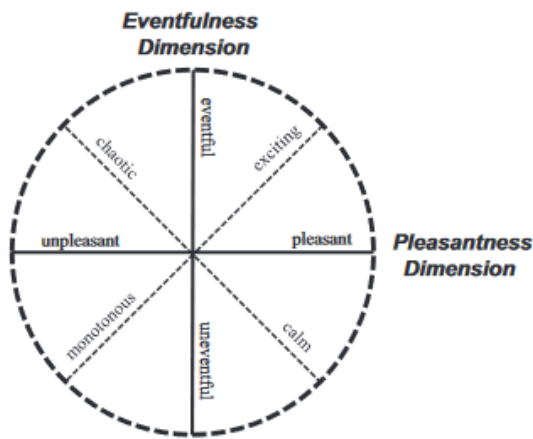 Eventfulness
Dimension
eventful
chaotic
exciting
unpleasant
pleasant
Pleasantness
Dimension
monotonous
uneventful
calm